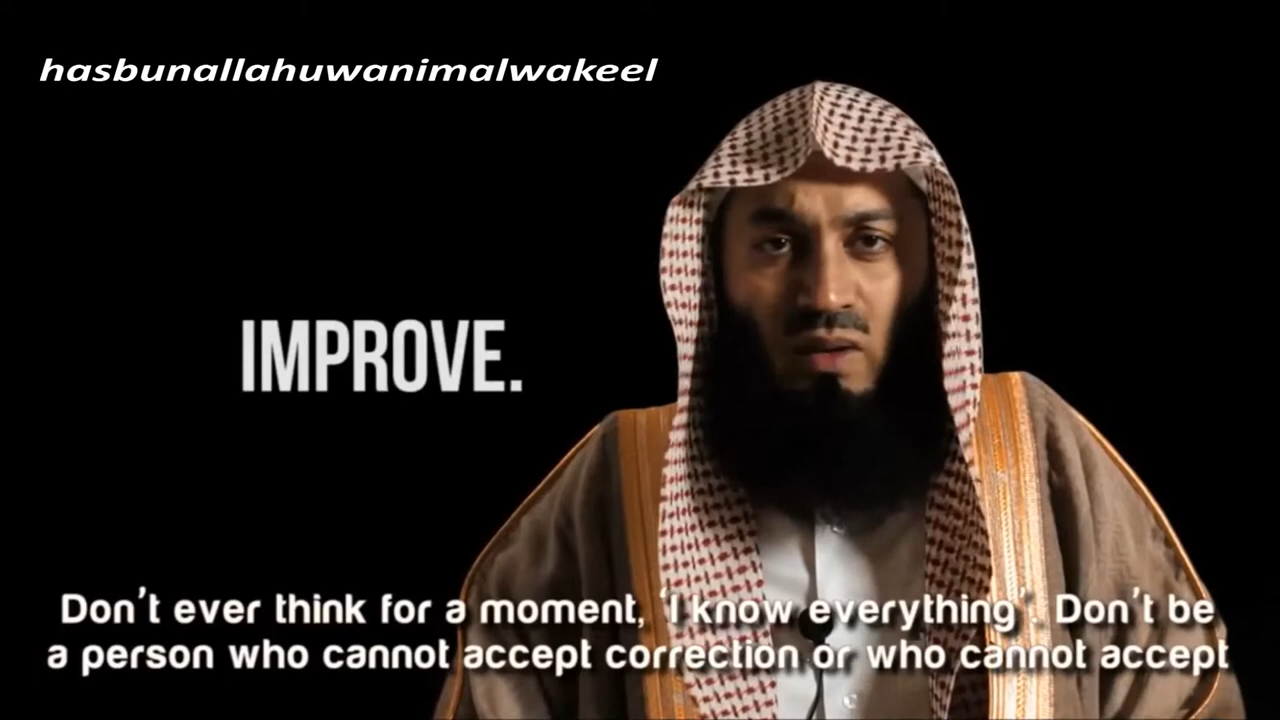 hasbunallahuwanimalwakeel
IMPROVE.
Don't ever think for a moment, 'I know everything'. Don't be
a person who cannot accept correction or who cannot accept